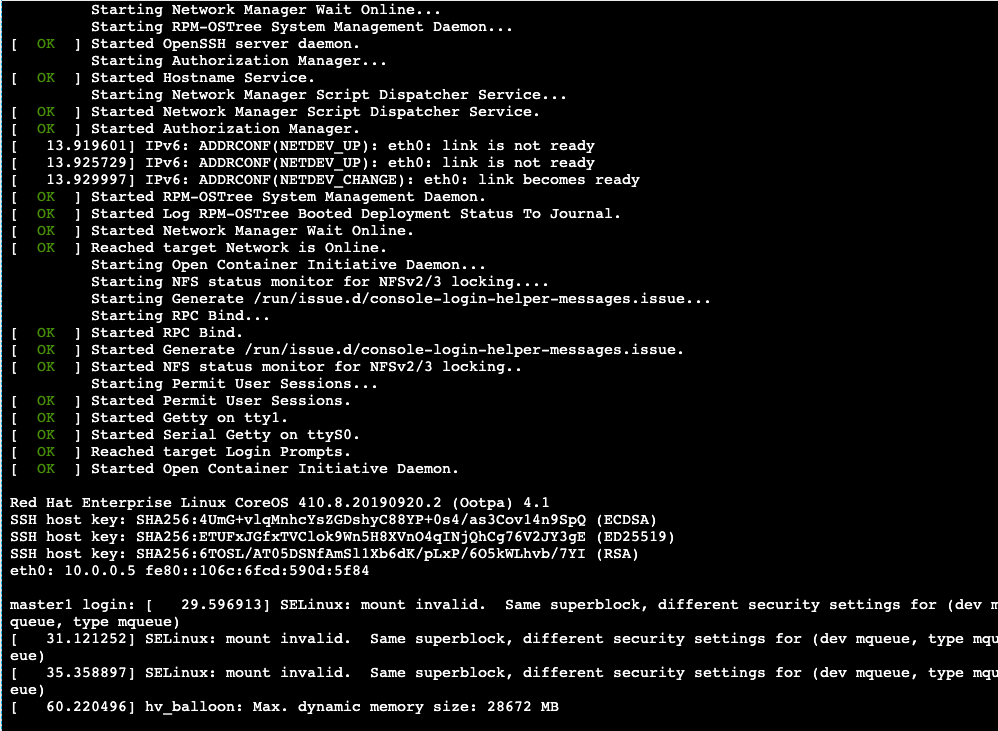 Starting Network Manager Wait Online...
Starting RPM-OSTree System Management Daemon...
[  OK  ] Started OpenSSH server daemon.
Starting Authorization Manager...
[  OK  ] Started Hostname Service.
Starting Network Manager Script Dispatcher Service...
[  OK  ] Started Network Manager Script Dispatcher Service.
[  OK  ] Started Authorization Manager.
[   13.919601] IPv6: ADDRCONF(NETDEV_UP): eth0: link is not ready
[   13.925729] IPv6: ADDRCONF(NETDEV_UP): eth0: link is not ready
[   13.929997] IPv6: ADDRCONF(NETDEV_CHANGE): eth0: link becomes ready
[  OK  ] Started RPM-OSTree System Management Daemon.
[  OK  ] Started Log RPM-OSTree Booted Deployment Status To Journal.
[  OK  ] Started Network Manager Wait Online.
[  OK  ] Reached target Network is Online.
Starting Open Container Initiative Daemon...
Starting NFS status monitor for NFSv2/3 locking....
Starting Generate /run/issue.d/console-login-helper-messages.issue...
Starting RPC Bind...
[  OK  ] Started RPC Bind.
[  OK  ] Started Generate /run/issue.d/console-login-helper-messages.issue.
[  OK  ] Started NFS status monitor for NFSv2/3 locking..
Starting Permit User Sessions...
[  OK  ] Started Permit User Sessions.
[  OK  ] Started Getty on tty1.
[  OK  ] Started Serial Getty on ttyS0.
[  OK  ] Reached target Login Prompts.
[  OK  ] Started Open Container Initiative Daemon.
Red Hat Enterprise Linux CoreOS 410.8.20190920.2 (Ootpa) 4.1
SSH host key: SHA256:4UmG+vlqMnhcYsZGDshyC88YP+0s4/as3Cov14n9SpQ (ECDSA)
SSH host key: SHA256:ETUFxJGfxTVClok9Wn5H8XVnO4qINjQhCg76V2JY3gE (ED25519)
SSH host key: SHA256:6TOSL/AT05DSNfAmSl1Xb6dK/pLxP/6O5kWLhvb/7YI (RSA)
eth0: 10.0.0.5 fe80::106c:6fcd:590d:5f84
master1 login: [   29.596913] SELinux: mount invalid.  Same superblock, different security settings for (dev m
queue, type mqueue)
[   31.121252] SELinux: mount invalid.  Same superblock, different security settings for (dev mqueue, type mqu
eue)
[   35.358897] SELinux: mount invalid.  Same superblock, different security settings for (dev mqueue, type mqu
eue)
[   60.220496] hv_balloon: Max. dynamic memory size: 28672 MB